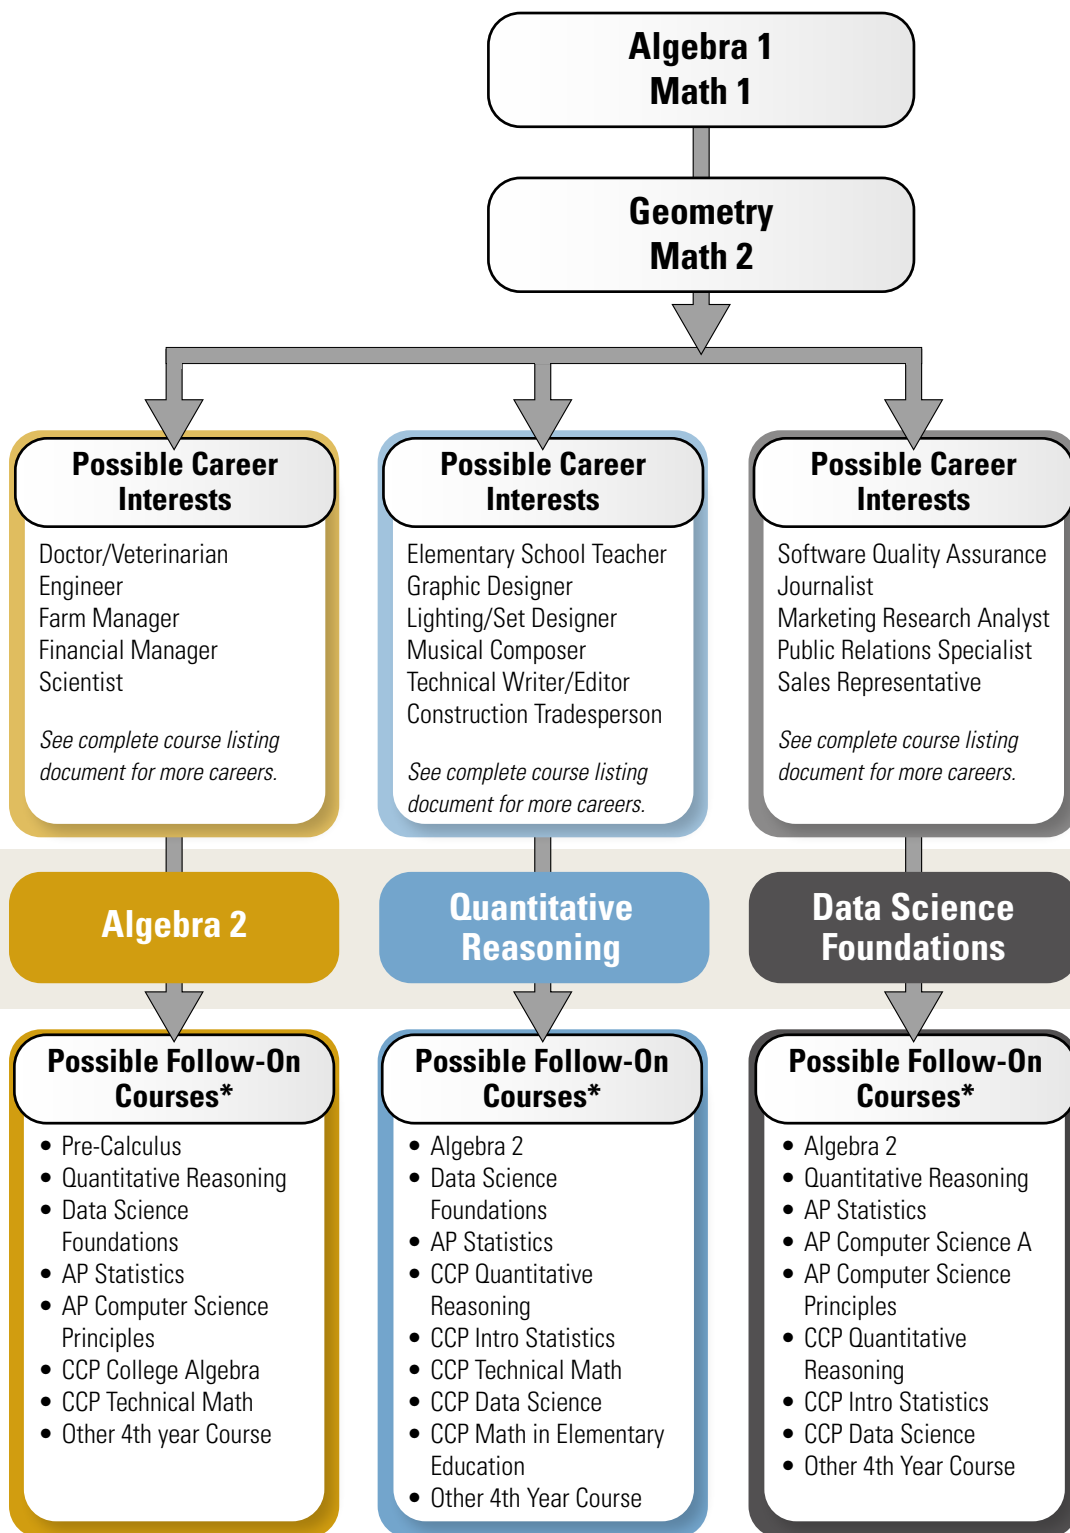 Algebra 1
Math 1
Geometry
Math 2
Possible Career
Interests
Doctor/Veterinarian
Engineer
Farm Manager
Financial Manager
Scientist
See complete course listing
document for more careers.
Possible Career
Interests
Elementary School Teacher
Graphic Designer
Lighting/Set Designer
Musical Composer
Technical Writer/Editor
Construction Tradesperson
See complete course listing
document for more careers.
Possible Career
Interests
Software Quality Assurance
Journalist
Marketing Research Analyst
Public Relations Specialist
Sales Representative
See complete course listing
document for more careers.
Algebra 2
Quantitative
Reasoning
Data Science
Foundations
Possible Follow-On
Courses*
• Pre-Calculus
• Quantitative Reasoning
• Data Science
Foundations
• AP Statistics
• AP Computer Science
Principles
• CCP College Algebra
• CCP Technical Math
• Other 4th year Course
Possible Follow-On
Courses*
• Algebra 2
• Data Science
Foundations
• AP Statistics
• CCP Quantitative
Reasoning
• CCP Intro Statistics
• CCP Technical Math
• CCP Data Science
• CCP Math in Elementary
Education
• Other 4th Year Course
Possible Follow-On
Courses*
• Algebra 2
• Quantitative Reasoning
• AP Statistics
• AP Computer Science A
• AP Computer Science
Principles
• CCP Quantitative
Reasoning
• CCP Intro Statistics
• CCP Data Science
• Other 4th Year Course